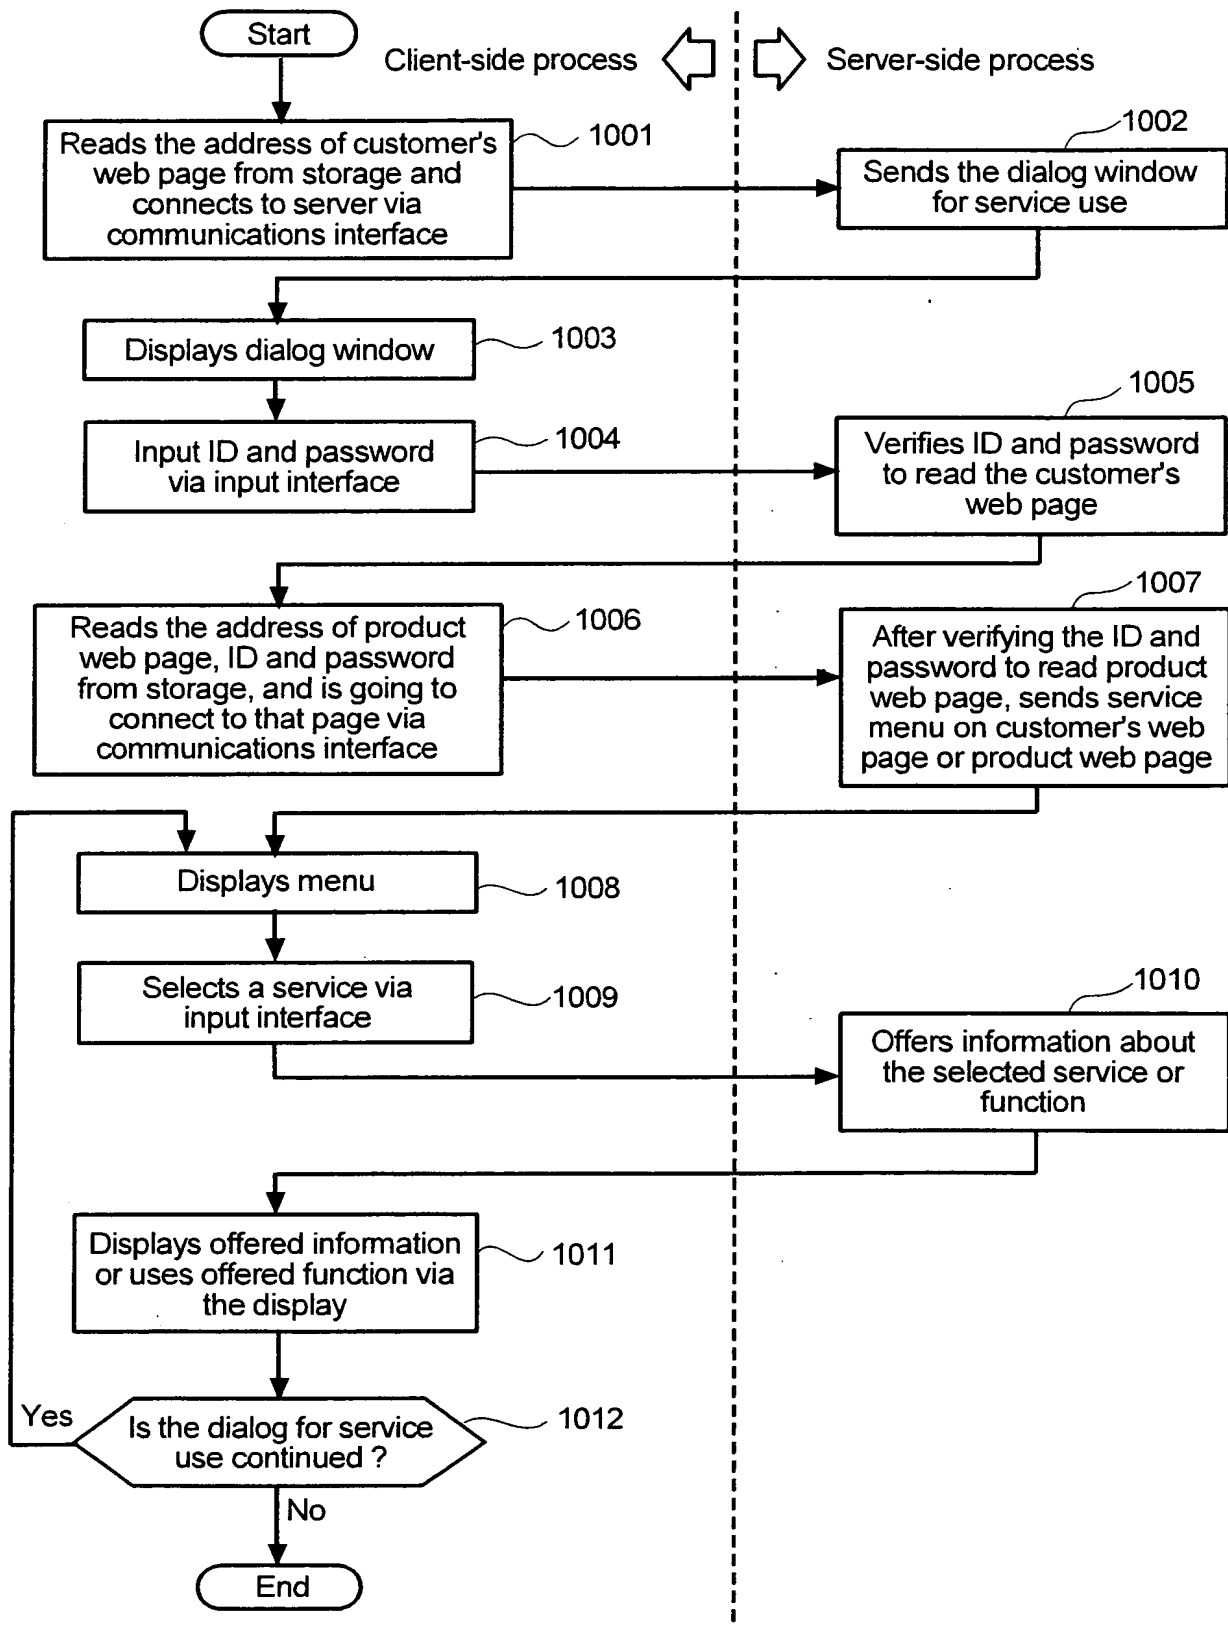 Start
Client-side process
Server-side process
Reads the address of customer's
web page from storage and
connects to server via
communications interface
1001
1002
Sends the dialog window
for service use
Displays dialog window
1003
Input ID and password
via input interface
1004
1005
Verifies ID and password
to read the customer's
web page
Reads the address of product
web page, ID and password
from storage, and is going to
connect to that page via
communications interface
1006
1007
After verifying the ID and
password to read product
web page, sends service
menu on customer's web
page or product web page
Displays menu
1008
Selects a service via
input interface
1009
1010
Offers information about
the selected service or
function
Displays offered information
or uses offered function via
the display
1011
Yes
Is the dialog for service
use continued ?
1012
No
End